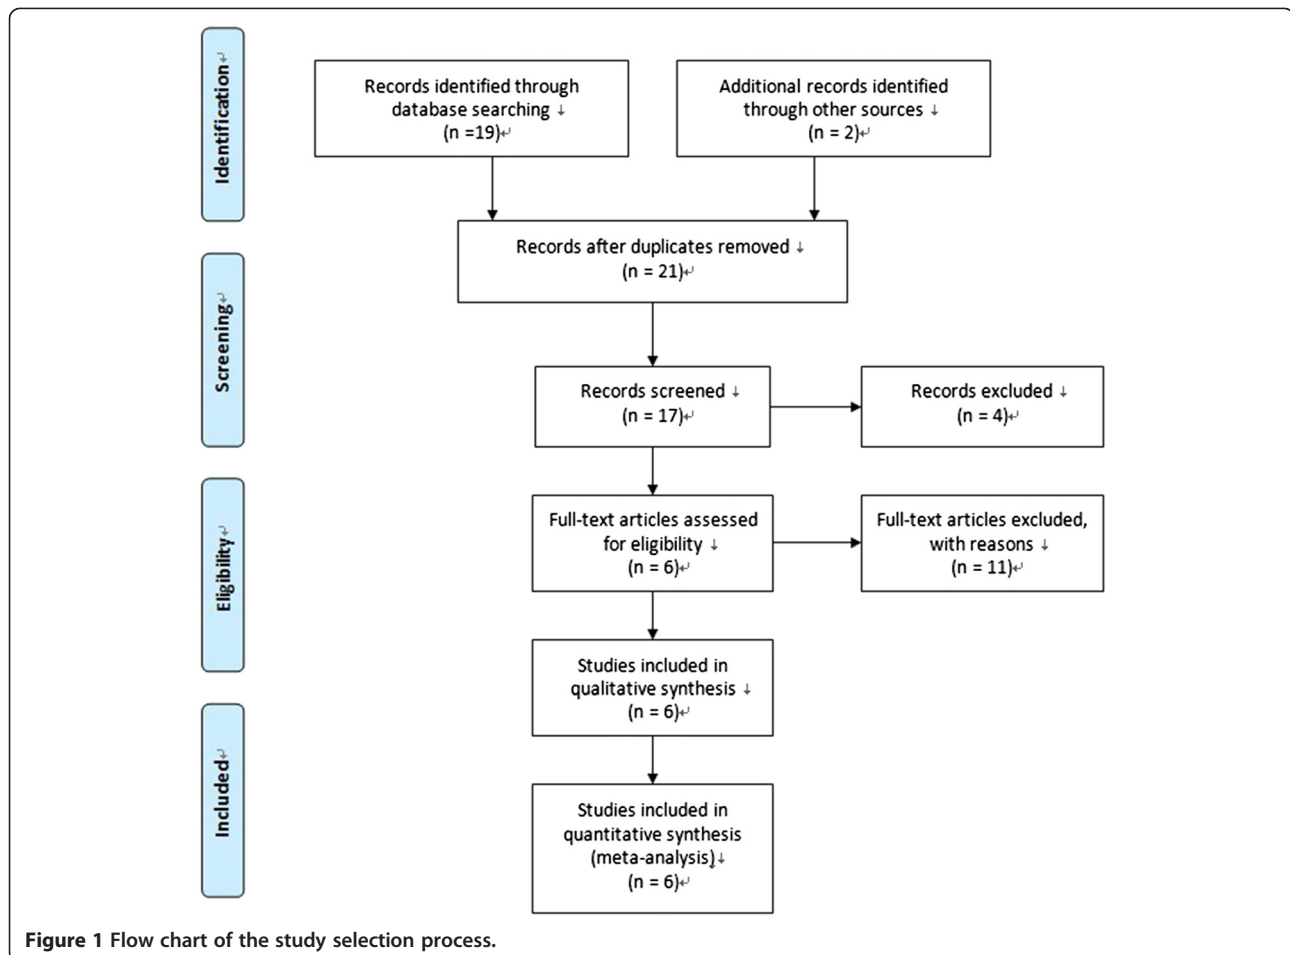 Identification↵
Records identified through
database searching ↓
(n =19)↵
Additional records identified
through other sources ↓
(n = 2)↵
Records after duplicates removed ↓
(n = 21)↵
Screening↵
Records screened ↓
(n = 17)↵
Records excluded ↓
(n = 4)↵
Eligibility↵
Full-text articles assessed
for eligibility ↓
(n = 6)↵
Full-text articles excluded,
with reasons ↓
(n = 11)↵
Studies included in
qualitative synthesis ↓
(n = 6)↵
Included↵
Studies included in
quantitative synthesis
(meta-analysis)↓
(n = 6)↵
Figure 1 Flow chart of the study selection process.